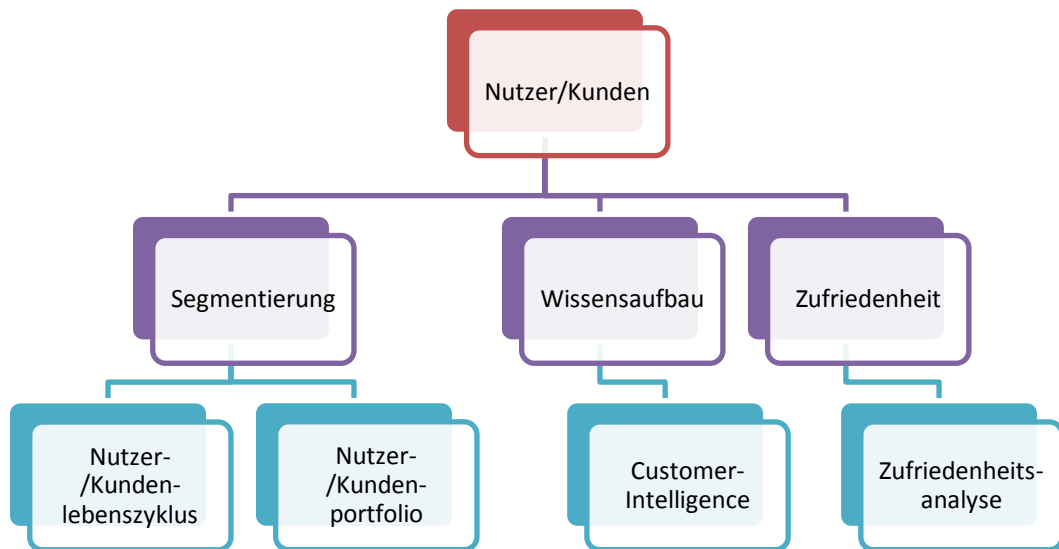 Nutzer/Kunden
Segmentierung
Wissensaufbau
Zufriedenheit
Nutzer-
/Kunden-
lebenszyklus
Nutzer-
/Kunden-
portfolio
Customer-
Intelligence
Zufriedenheits-
analyse